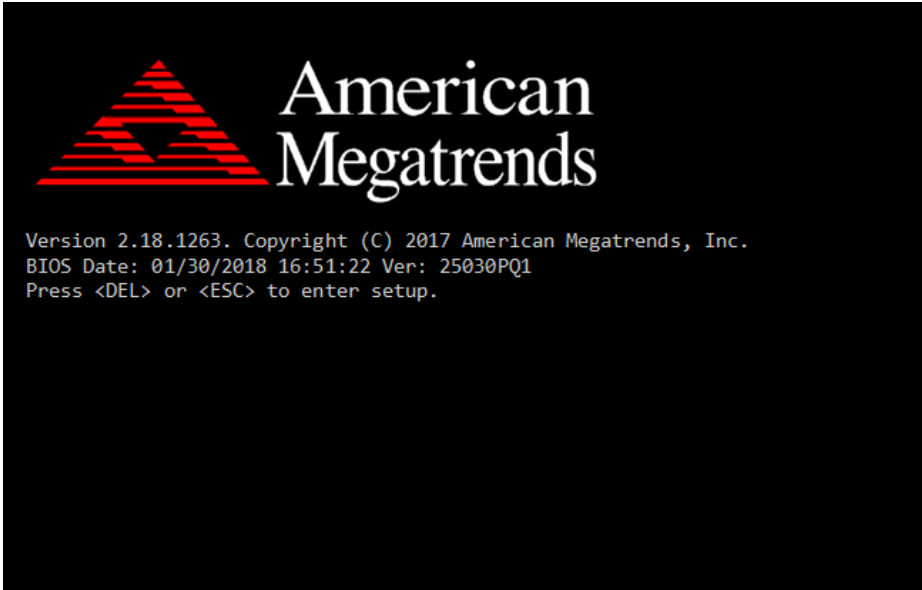 American
Megatrends
Version 2.18.1263. Copyright (C) 2017 American Megatrends, Inc.
BIOS Date: 01/30/2018 16:51:22 Ver: 25030PQ1
Press <DEL> or <ESC> to enter setup.